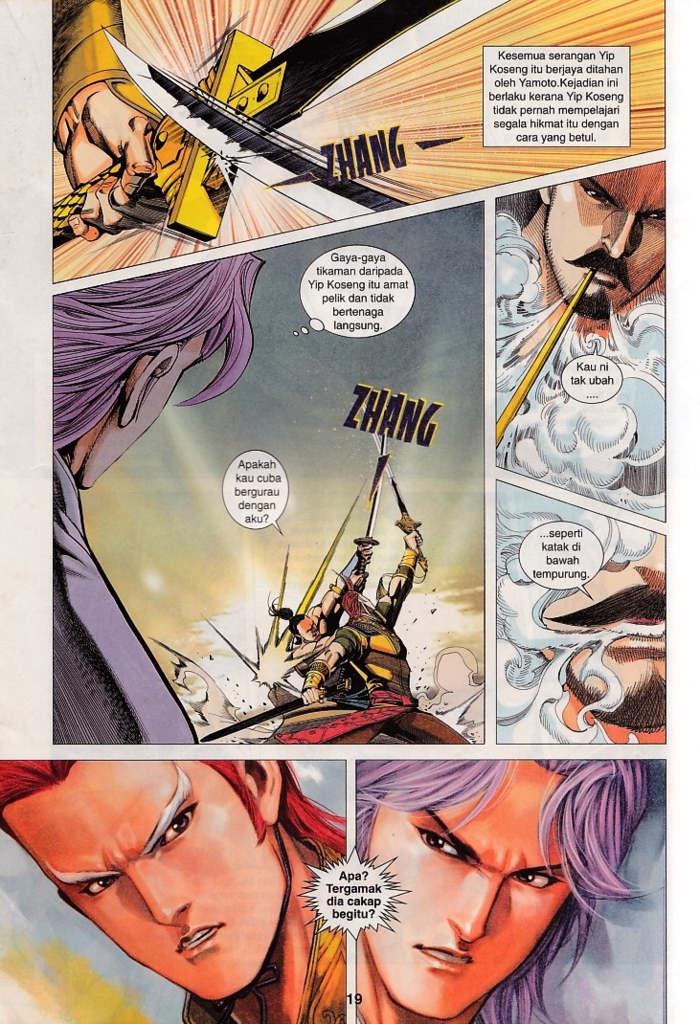 Kesemua serangan Yip
Koseng itu berjaya ditahan
oleh Yamoto.Kejadian ini
berlaku kerana Yip Koseng
tidak pernah mempelajari
segala hikmat itu dengan
cara yang betul.
ZHANG
Gaya-gaya
tikaman daripada
Yip Koseng itu amat
pelik dan tidak
bertenaga
langsung.
Kau ni
tak ubah
....
ZHANG
Apakah
kau cuba
bergurau
dengan
aku?
...seperti
katak di
bawah
tempurung.
Apa?
Tergamak
dia cakap
begitu?
19